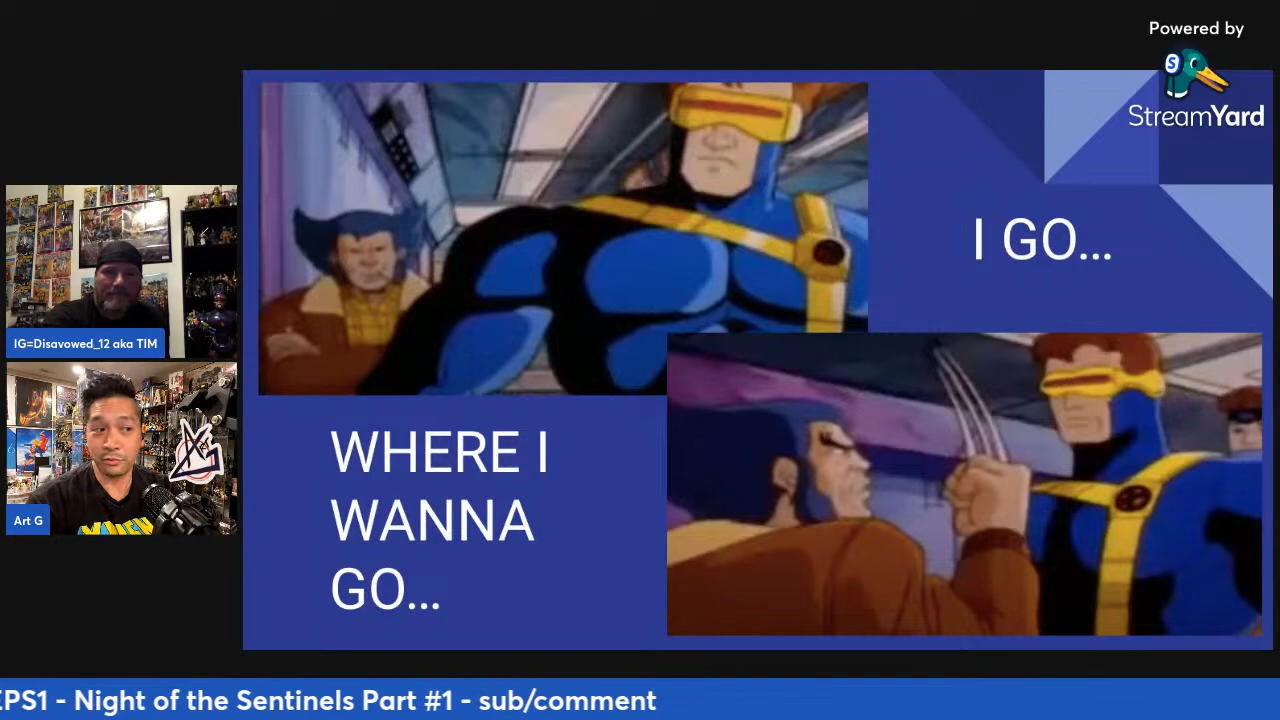 Powered by
StreamYard
I GO...
WHERE I
WANNA
GO...
IG=Disavowed_12 aka TIM
Art G
EPS1 - Night of the Sentinels Part #1 - sub/comment